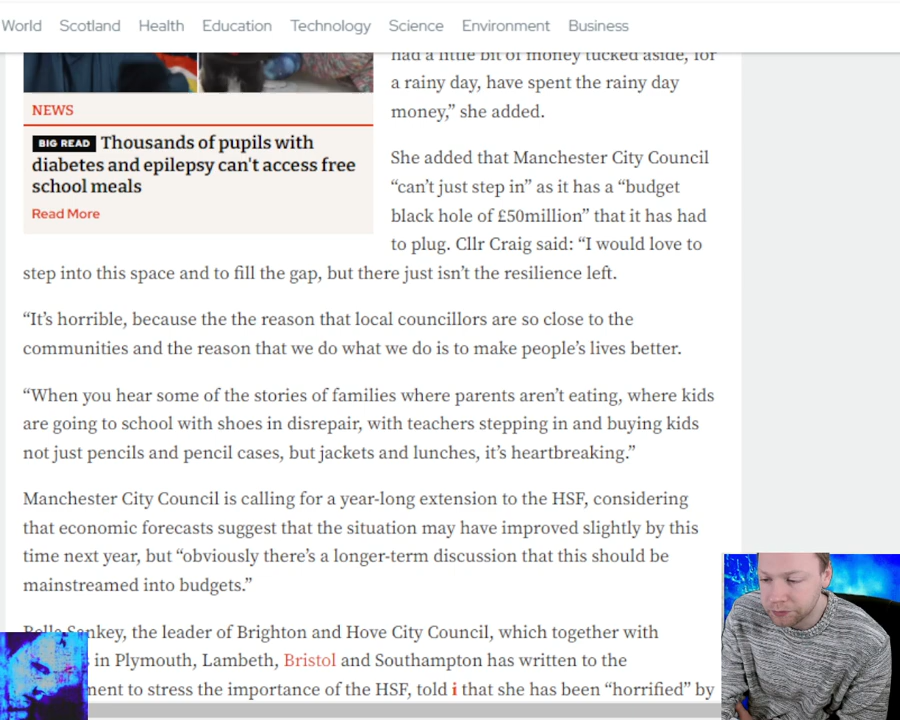 World Scotland Health Education Technology Science Environment Business
had a little bit of money tucked aside, for
a rainy day, have spent the rainy day
money,” she added.
NEWS
BIG READ Thousands of pupils with
diabetes and epilepsy can't access free
school meals
Read More
She added that Manchester City Council
“can’t just step in” as it has a “budget
black hole of £50million” that it has had
to plug. Cllr Craig said: “I would love to
step into this space and to fill the gap, but there just isn’t the resilience left.
“It’s horrible, because the the reason that local councillors are so close to the
communities and the reason that we do what we do is to make people’s lives better.
“When you hear some of the stories of families where parents aren’t eating, where kids
are going to school with shoes in disrepair, with teachers stepping in and buying kids
not just pencils and pencil cases, but jackets and lunches, it’s heartbreaking.”
Manchester City Council is calling for a year-long extension to the HSF, considering
that economic forecasts suggest that the situation may have improved slightly by this
time next year, but “obviously there’s a longer-term discussion that this should be
mainstreamed into budgets.”
the leader of Brighton and Hove City Council, which together with
in Plymouth, Lambeth, Bristol and Southampton has written to the
to stress the importance of the HSF, told i that she has been “horrified” by